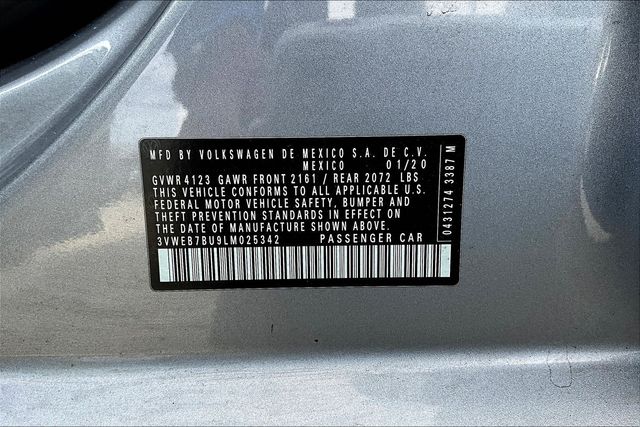 MFD BY VOLKSWAGEN DE MEXICO S.A. DE C.V.
MEXICO 01/20
GVWR 4123 GAWR FRONT 2161 / REAR 2072 LBS
THIS VEHICLE CONFORMS TO ALL APPLICABLE U.S.
FEDERAL MOTOR VEHICLE SAFETY, BUMPER AND
THEFT PREVENTION STANDARDS IN EFFECT ON
THE DATE OF MANUFACTURE SHOWN ABOVE.
3VWEB7BU9LM025342 PASSENGER CAR
0431274 3387 M